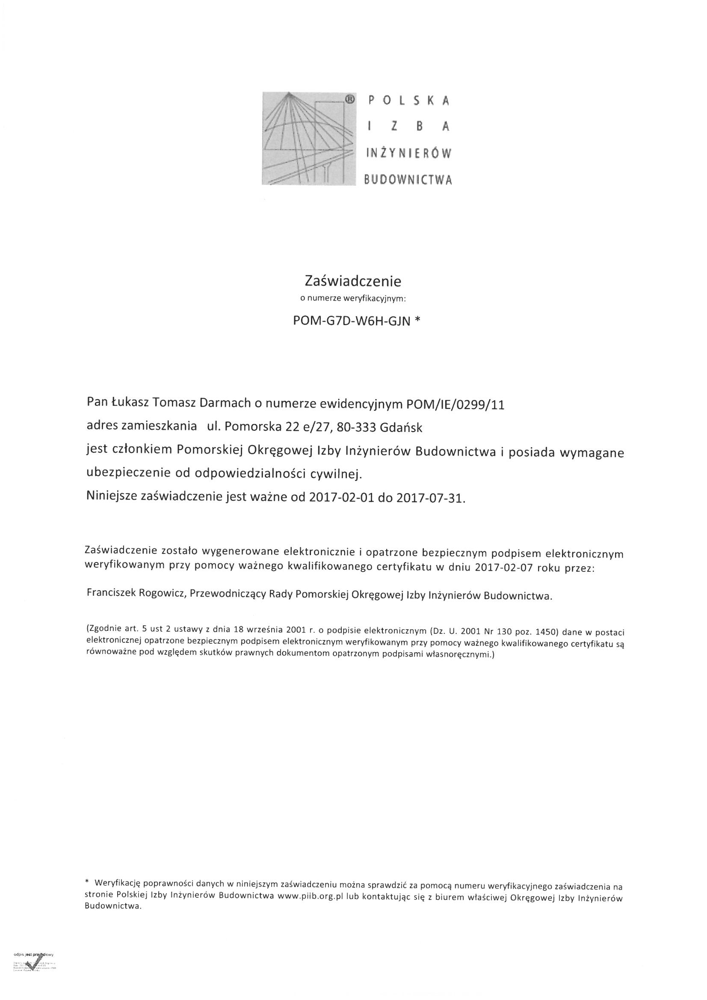 ®
POLSKA
IZBA
INŻYNIERÓW
BUDOWNICTWA
Zaświadczenie
o numerze weryfikacyjnym:
POM-G7D-W6H-GJN *
Pan Łukasz Tomasz Darmach o numerze ewidencyjnym POM/IE/0299/11
adres zamieszkania ul. Pomorska 22 e/27, 80-333 Gdańsk
jest członkiem Pomorskiej Okręgowej Izby Inżynierów Budownictwa i posiada wymagane
ubezpieczenie od odpowiedzialności cywilnej.
Niniejsze zaświadczenie jest ważne od 2017-02-01 do 2017-07-31.
Zaświadczenie zostało wygenerowane elektronicznie i opatrzone bezpiecznym podpisem elektronicznym
weryfikowanym przy pomocy ważnego kwalifikowanego certyfikatu w dniu 2017-02-07 roku przez:
Franciszek Rogowicz, Przewodniczący Rady Pomorskiej Okręgowej Izby Inżynierów Budownictwa.
(Zgodnie art. 5 ust 2 ustawy z dnia 18 września 2001 r. o podpisie elektronicznym (Dz. U. 2001 Nr 130 poz. 1450) dane w postaci
elektronicznej opatrzone bezpiecznym podpisem elektronicznym weryfikowanym przy pomocy ważnego kwalifikowanego certyfikatu są
równoważne pod względem skutków prawnych dokumentom opatrzonym podpisami własnoręcznymi.)
* Weryfikację poprawności danych w niniejszym zaświadczeniu można sprawdzić za pomocą numeru weryfikacyjnego zaświadczenia na
stronie Polskiej Izby Inżynierów Budownictwa www.piib.org.pl lub kontaktując się z biurem właściwej Okręgowej Izby Inżynierów
Budownictwa.
odpis jest prawidłowy